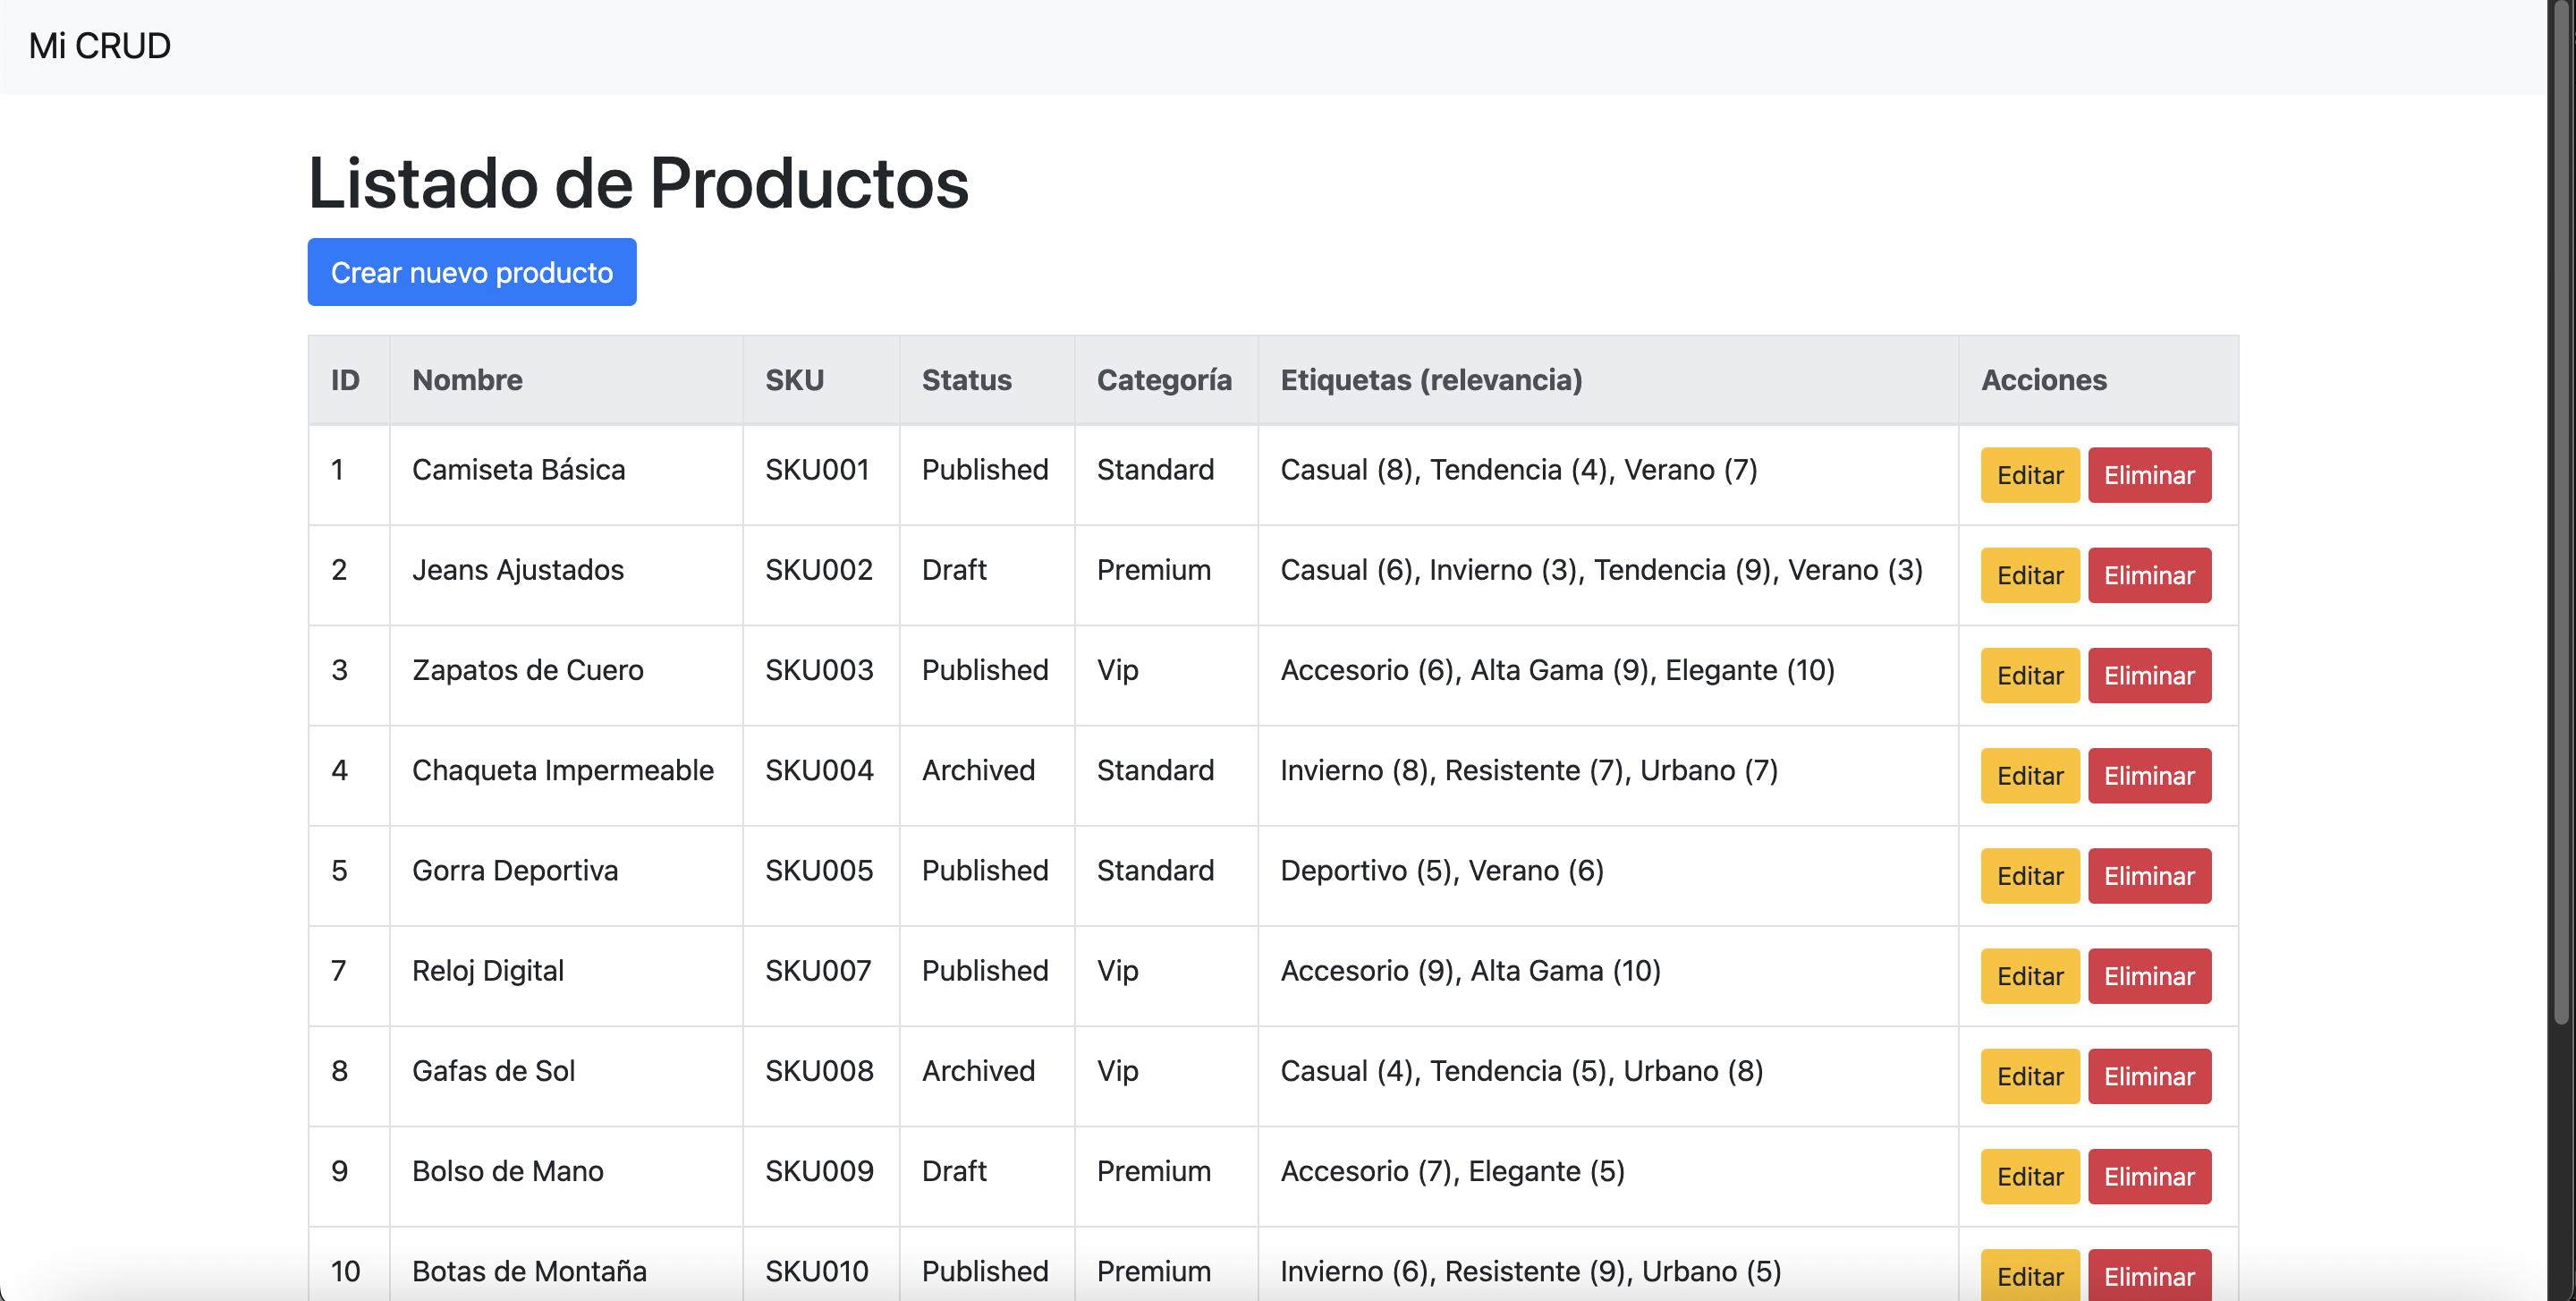 Mi CRUD
Listado de Productos
Crear nuevo producto
ID Nombre SKU Status Categoría Etiquetas (relevancia) Acciones
1 Camiseta Básica SKU001 Published Standard Casual (8), Tendencia (4), Verano (7) Editar Eliminar
2 Jeans Ajustados SKU002 Draft Premium Casual (6), Invierno (3), Tendencia (9), Verano (3) Editar Eliminar
3 Zapatos de Cuero SKU003 Published Vip Accesorio (6), Alta Gama (9), Elegante (10) Editar Eliminar
4 Chaqueta Impermeable SKU004 Archived Standard Invierno (8), Resistente (7), Urbano (7) Editar Eliminar
5 Gorra Deportiva SKU005 Published Standard Deportivo (5), Verano (6) Editar Eliminar
7 Reloj Digital SKU007 Published Vip Accesorio (9), Alta Gama (10) Editar Eliminar
8 Gafas de Sol SKU008 Archived Vip Casual (4), Tendencia (5), Urbano (8) Editar Eliminar
9 Bolso de Mano SKU009 Draft Premium Accesorio (7), Elegante (5) Editar Eliminar
10 Botas de Montaña SKU010 Published Premium Invierno (6), Resistente (9), Urbano (5) Editar Eliminar